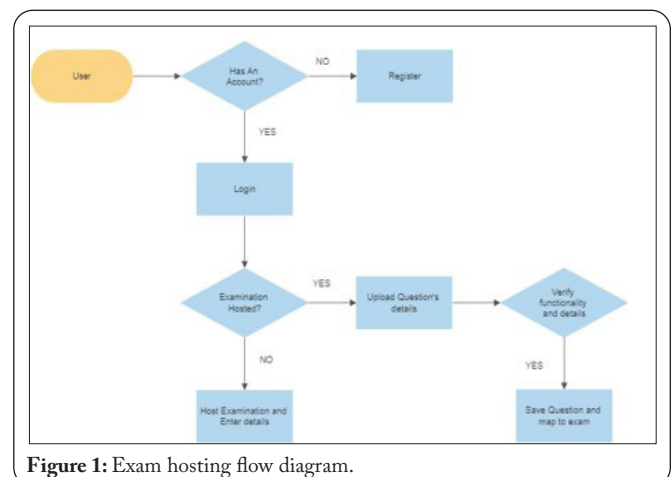 User
Has An
Account?
NO
Register
YES
Login
Examination
Hosted?
YES
Upload Question's
details
Verify
functionality
and details
NO
YES
Host Examination and
Enter details
Save Question and
map to exam
Figure 1: Exam hosting flow diagram.